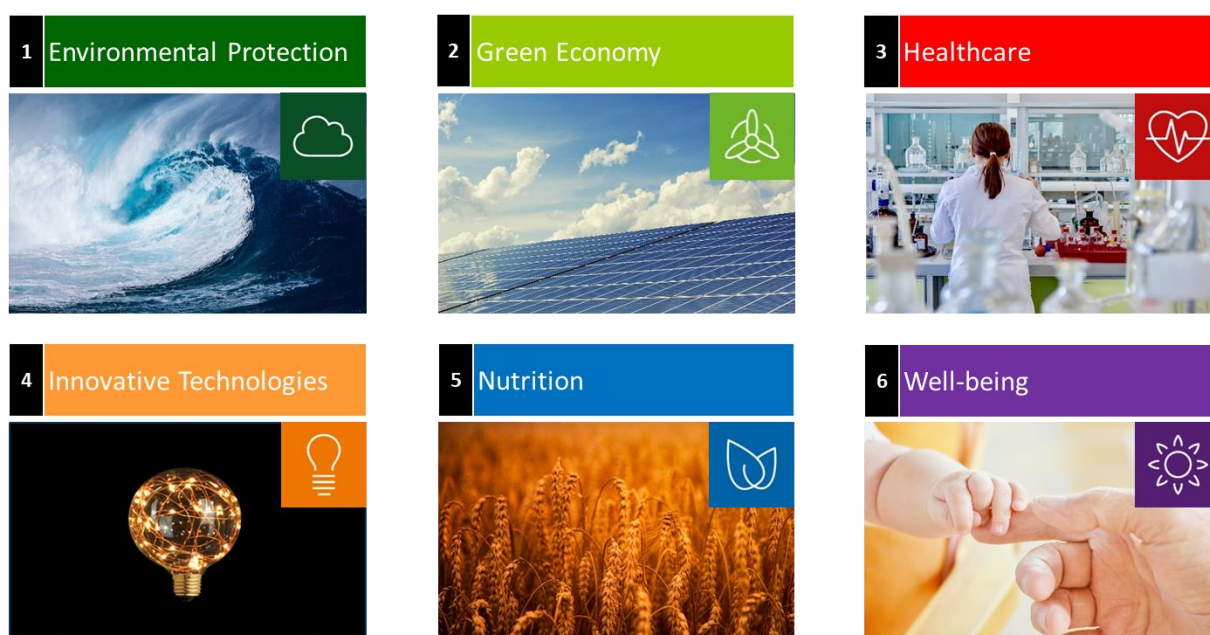 1 Environmental Protection
2 Green Economy
3 Healthcare
4 Innovative Technologies
5 Nutrition
6 Well-being